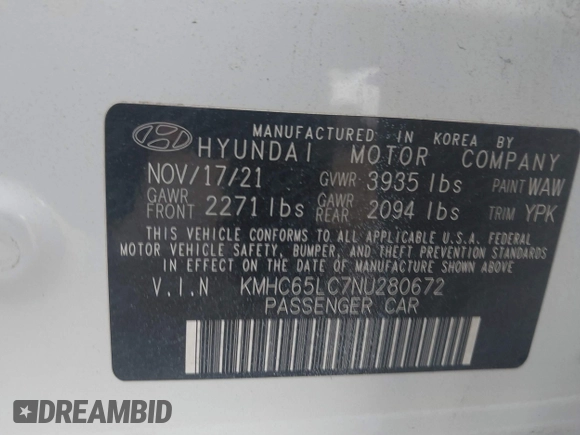 MANUFACTURED IN KOREA BY
HYUNDAI MOTOR COMPANY
NOV/17/21 GVWR 3935 lbs PAINT WAW
GAWR FRONT 2271 lbs GAWR REAR 2094 lbs TRIM YPK
THIS VEHICLE CONFORMS TO ALL APPLICABLE U.S.A. FEDERAL
MOTOR VEHICLE SAFETY, BUMPER, AND THEFT PREVENTION STANDARDS
IN EFFECT ON THE DATE OF MANUFACTURE SHOWN ABOVE
V.I.N KMHC65LC7NU280672
PASSENGER CAR
DREAMBID